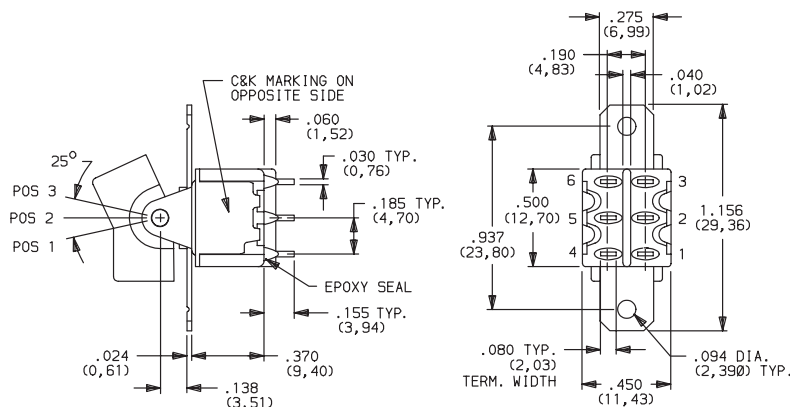 C&K MARKING ON
OPPOSITE SIDE
.060
(1,52)
.030 TYP.
(0,76)
25°
POS 3
POS 2
POS 1
.185 TYP.
(4,70)
EPOXY SEAL
.155 TYP.
(3,94)
.024
(0,61)
.370
(9,40)
.138
(3,51)
.275
(6,99)
.190
(4,83)
.040
(1,02)
6
3
.500
(12,70)
5
2
1.156
(29,36)
.937
(23,80)
4
1
.080 TYP.
(2,03)
TERM. WIDTH
.094 DIA.
(2,390) TYP.
.450
(11,43)